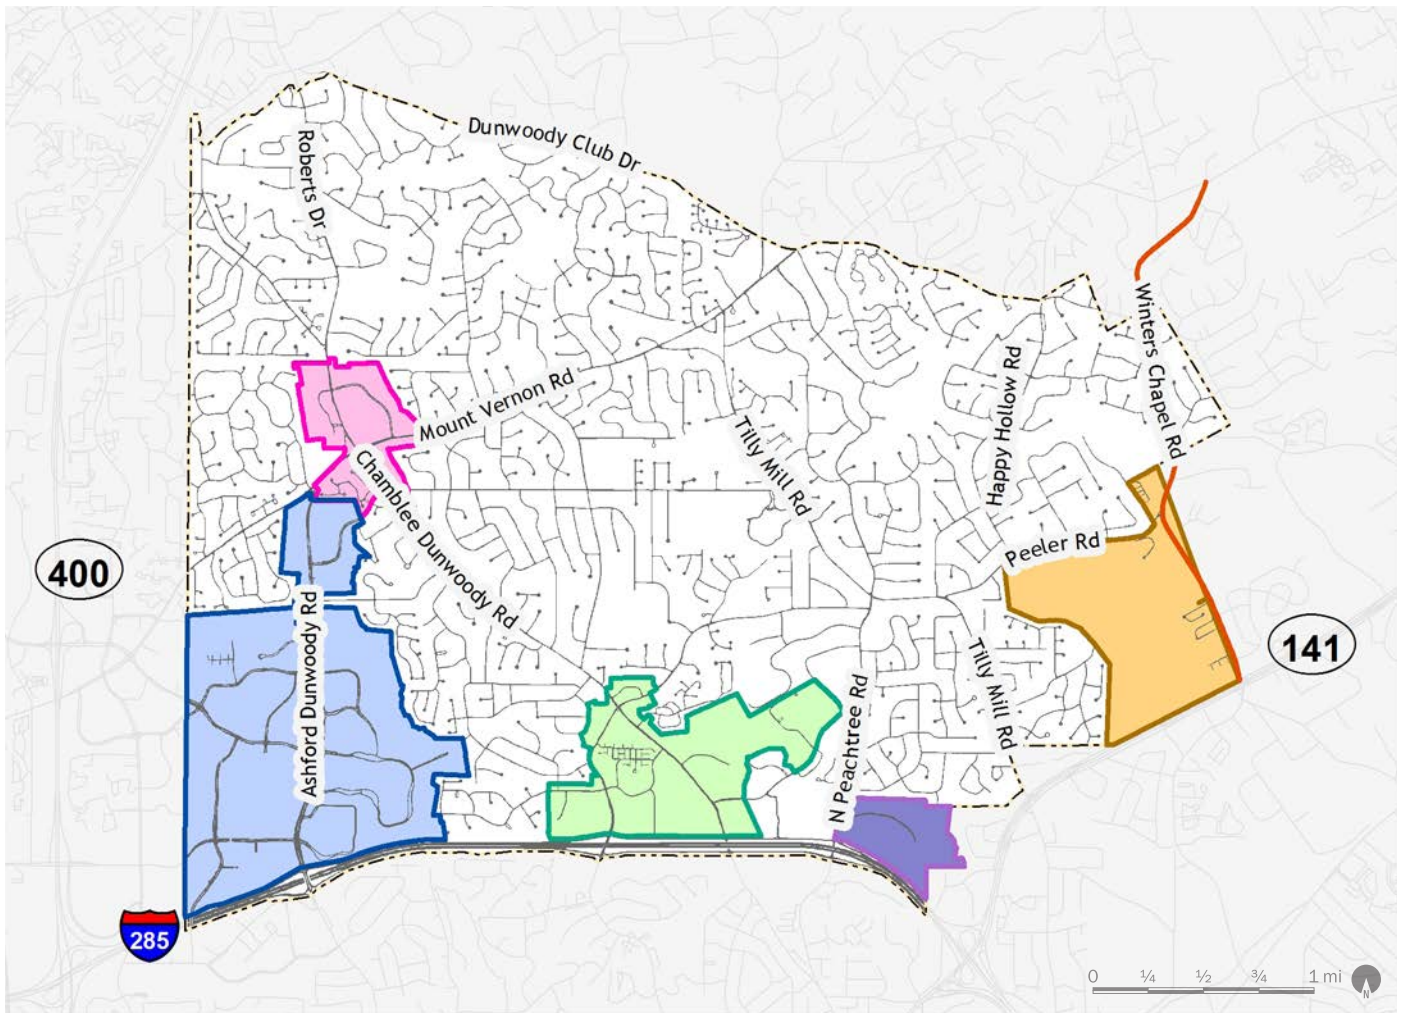 Dunwoody Club Dr
Roberts Dr
Winters Chapel Rd
Happy Hollow Rd
Mount Vernon Rd
Tilly Mill Rd
Chamblee Dunwoody Rd
Peeler Rd
400
Ashford Dunwoody Rd
141
Tilly Mill Rd
N Peachtree Rd
285
0 ¼ ½ ¾ 1 mi
N